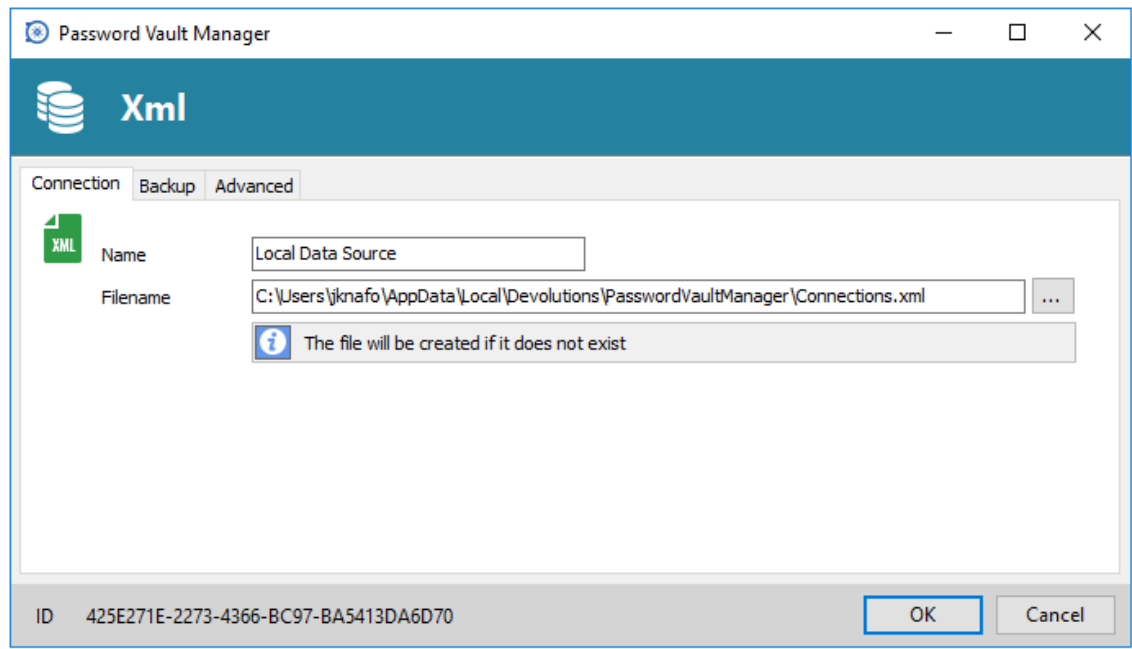 Password Vault Manager
Xml
Connection Backup Advanced
XML
Name Local Data Source
Filename C:\Users\jknafo\AppData\Local\Devolutions\PasswordVaultManager\Connections.xml ...
The file will be created if it does not exist
ID 425E271E-2273-4366-BC97-BA5413DA6D70 OK Cancel